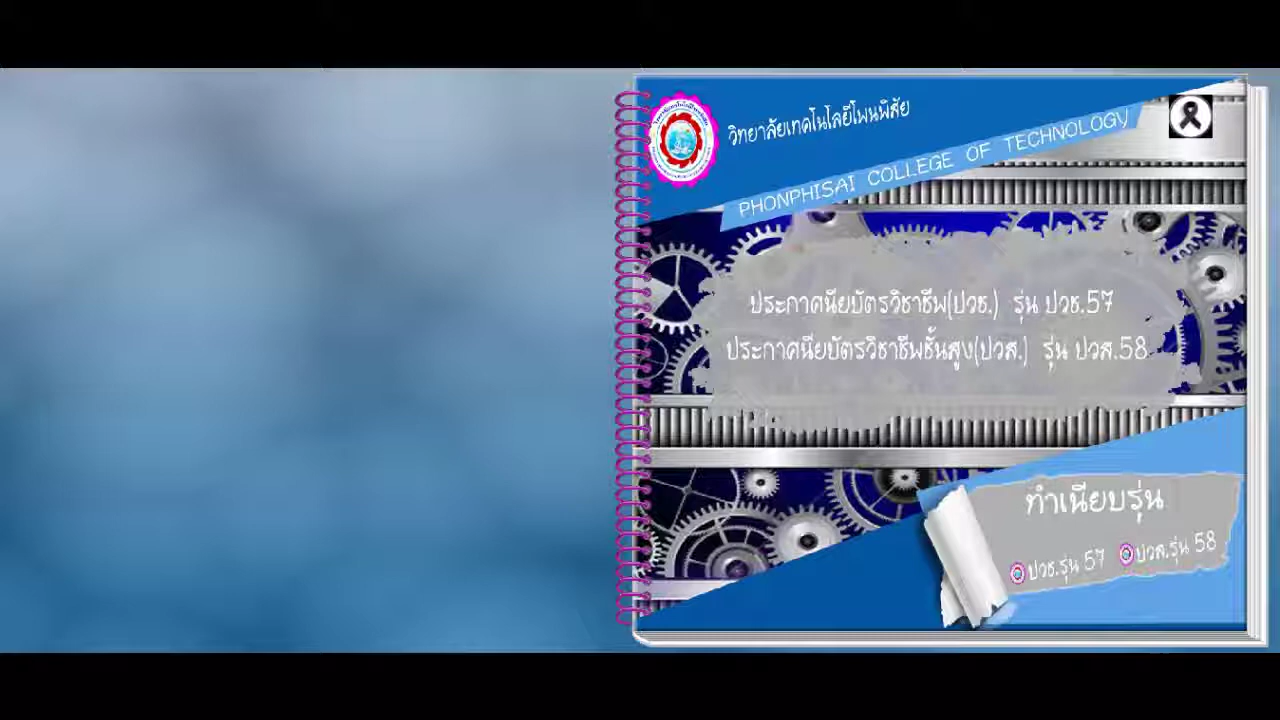 วิทยาลัยเทคโนโลยีโพนพิสัย
PHONPHISAI COLLEGE OF TECHNOLOGY
ประกาศนียบัตรวิชาชีพ(ปวช.) รุ่น ปวช.57
ประกาศนียบัตรวิชาชีพชั้นสูง(ปวส.) รุ่น ปวส.58
ทำเนียบรุ่น
ปวช.รุ่น 57 ปวส.รุ่น 58